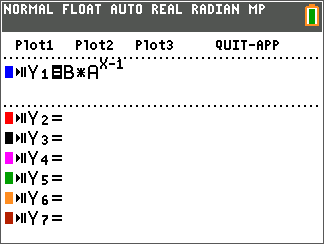 NORMAL FLOAT AUTO REAL RADIAN MP
Plot1 Plot2 Plot3 QUIT-APP
Y₁=B*A^X-1
Y₂=
Y₃=
Y₄=
Y₅=
Y₆=
Y₇=